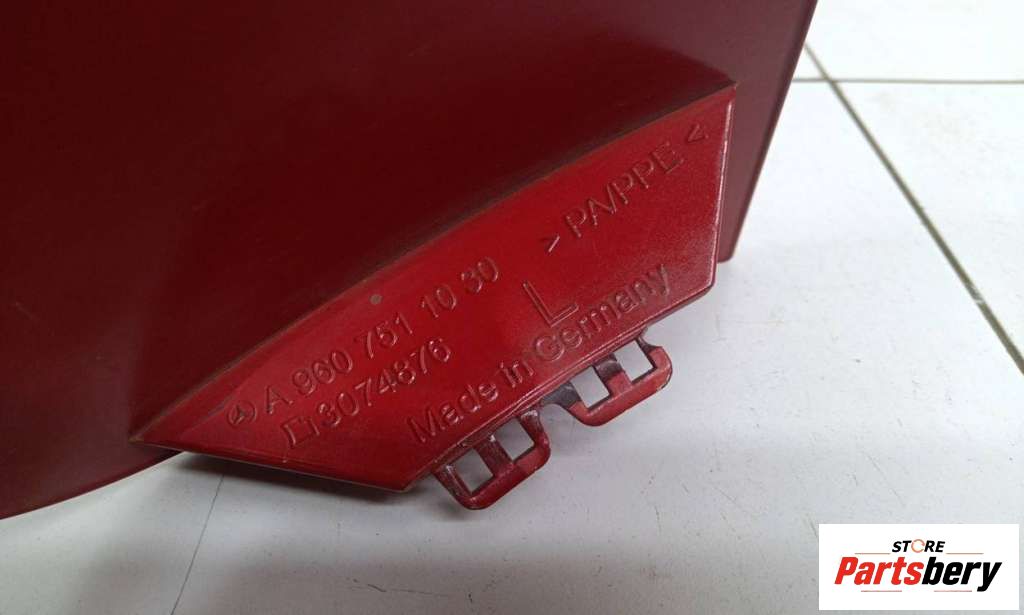 > PA/PPE <
A 960 751 10 30
L
3074876
Made in Germany
STORE
Partsbery